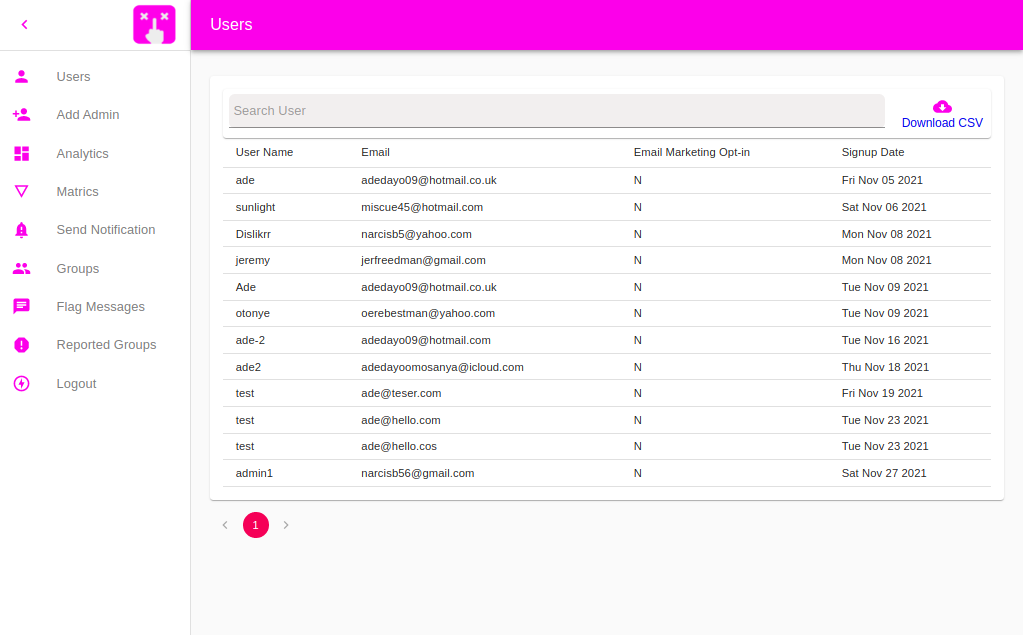 Users
Users
Add Admin
Analytics
Matrics
Send Notification
Groups
Flag Messages
Reported Groups
Logout
Search User
Download CSV
User Name Email Email Marketing Opt-in Signup Date
ade adedayo09@hotmail.co.uk N Fri Nov 05 2021
sunlight miscue45@hotmail.com N Sat Nov 06 2021
Dislikrr narcisb5@yahoo.com N Mon Nov 08 2021
jeremy jerfreedman@gmail.com N Mon Nov 08 2021
Ade adedayo09@hotmail.co.uk N Tue Nov 09 2021
otonye oerebestman@yahoo.com N Tue Nov 09 2021
ade-2 adedayo09@hotmail.com N Tue Nov 16 2021
ade2 adedayoomosanya@icloud.com N Thu Nov 18 2021
test ade@teser.com N Fri Nov 19 2021
test ade@hello.com N Tue Nov 23 2021
test ade@hello.cos N Tue Nov 23 2021
admin1 narcisb56@gmail.com N Sat Nov 27 2021
1